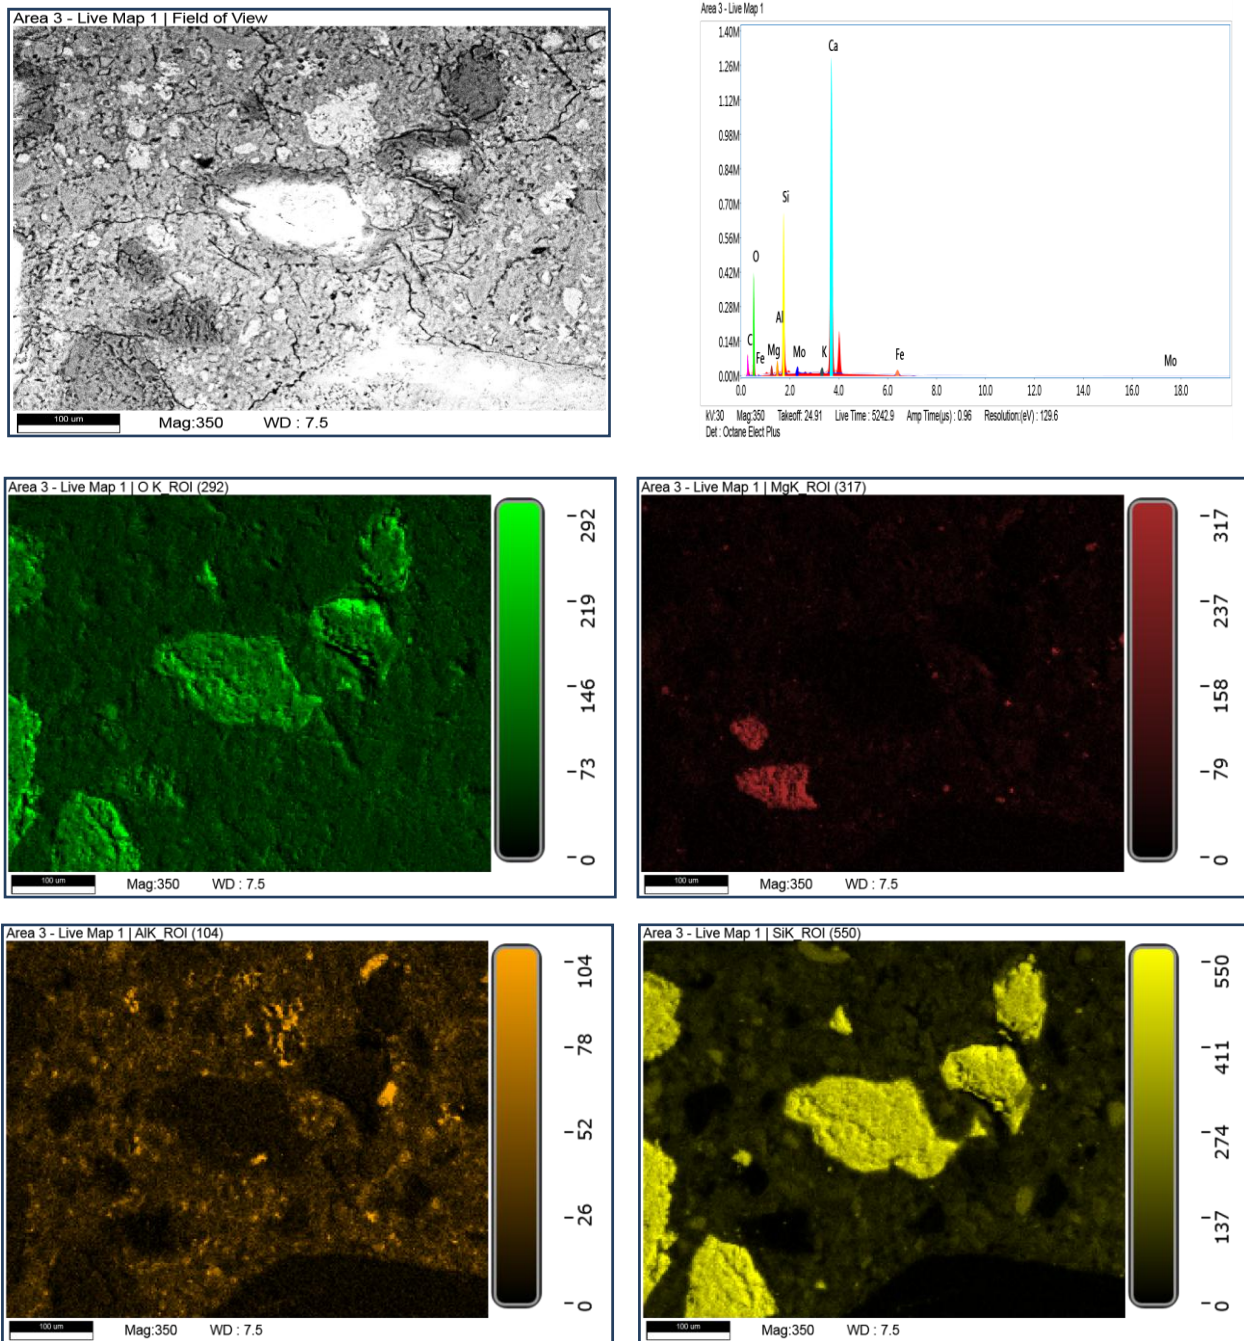 Area 3 - Live Map 1 | Field of View
100 um Mag:350 WD : 7.5
Area 3 - Live Map 1
1.40M
1.26M
1.12M
0.98M
0.84M
0.70M
0.56M
0.42M
0.28M
0.14M
0.00M
Ca
Si
O
Al
C
Fe
Mg
Mo
K
Fe
Mo
0.0 2.0 4.0 6.0 8.0 10.0 12.0 14.0 16.0 18.0
kV:30 Mag:350 Takeoff: 24.91 Live Time : 5242.9 Amp Time(µs) : 0.96 Resolution:(eV) : 129.6
Det : Octane Elect Plus
Area 3 - Live Map 1 | O K_ROI (292)
292
219
146
73
0
100 um Mag:350 WD : 7.5
Area 3 - Live Map 1 | MgK_ROI (317)
317
237
158
79
0
100 um Mag:350 WD : 7.5
Area 3 - Live Map 1 | AlK_ROI (104)
104
78
52
26
0
100 um Mag:350 WD : 7.5
Area 3 - Live Map 1 | SiK_ROI (550)
550
411
274
137
0
100 um Mag:350 WD : 7.5